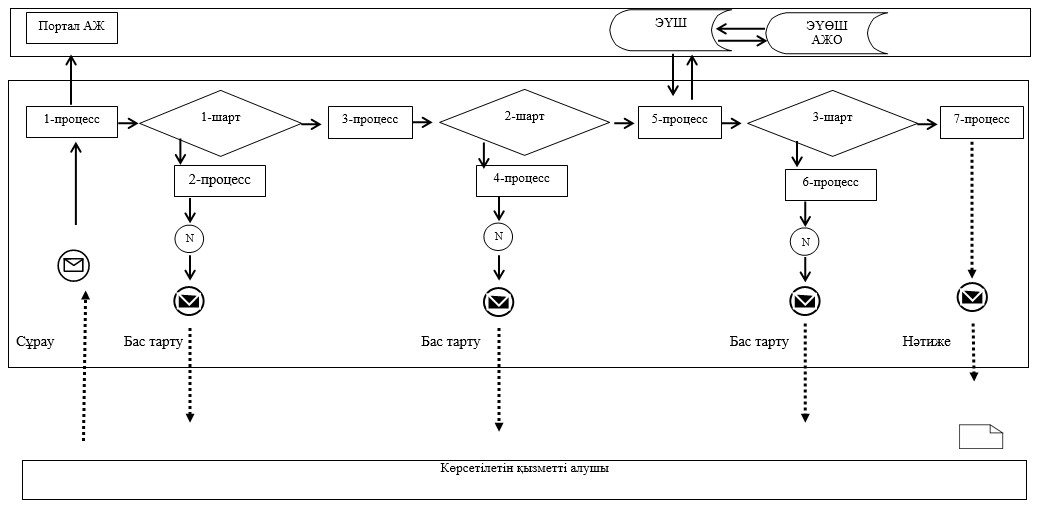 Портал АЖ
ЭҮШ
ЭҮӨШ
АЖО
1-процесс
1-шарт
3-процесс
2-шарт
5-процесс
3-шарт
7-процесс
2-процесс
4-процесс
6-процесс
N
N
N
Сұрау
Бас тарту
Бас тарту
Бас тарту
Нәтиже
Көрсетілетін қызметті алушы